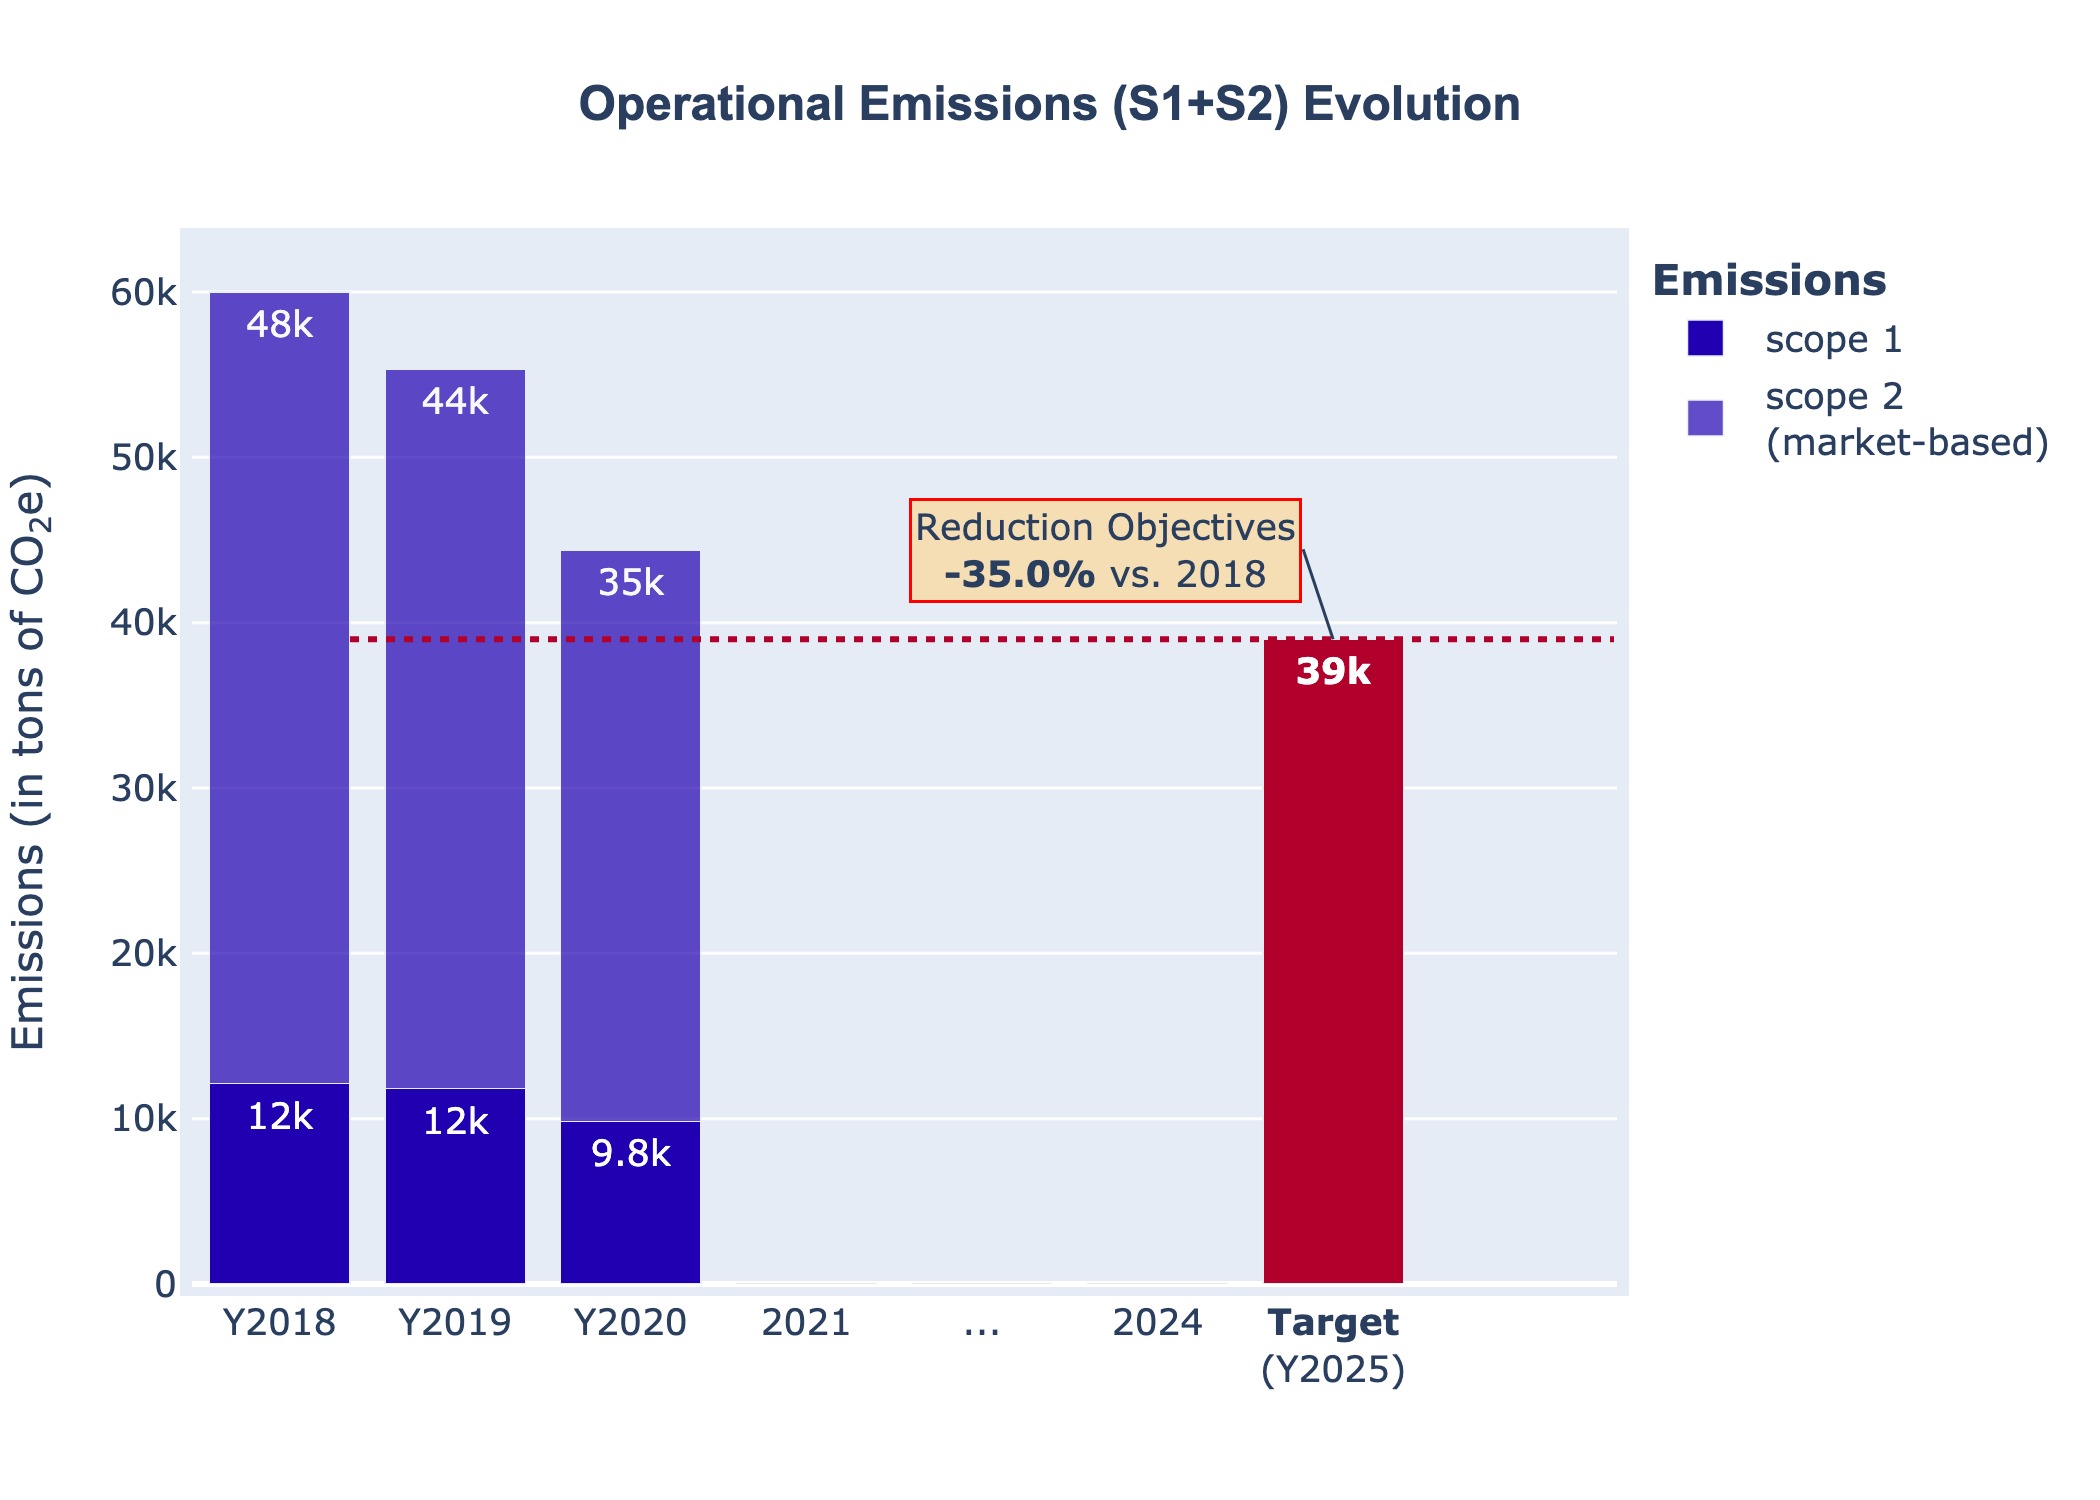 Operational Emissions (S1+S2) Evolution
Emissions (in tons of CO₂e)
60k
50k
40k
30k
20k
10k
0
48k
12k
44k
12k
35k
9.8k
Reduction Objectives
-35.0% vs. 2018
39k
Y2018
Y2019
Y2020
2021
...
2024
Target
(Y2025)
Emissions
scope 1
scope 2
(market-based)